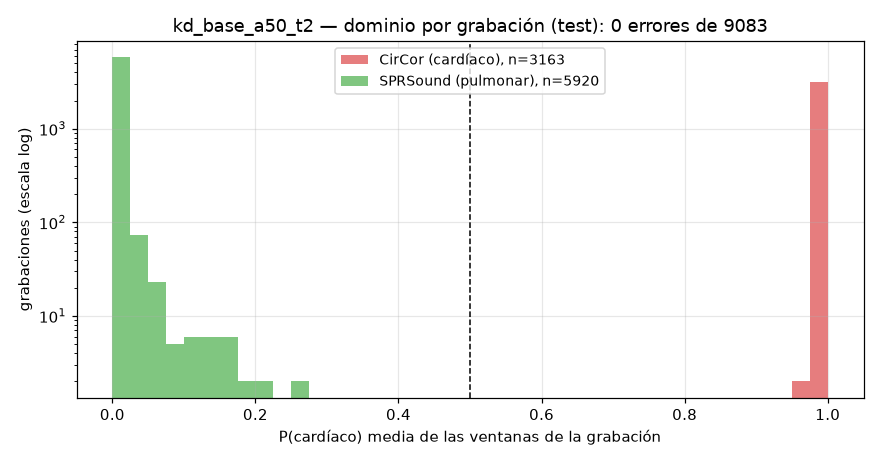 kd_base_a50_t2 — dominio por grabación (test): 0 errores de 9083
CirCor (cardíaco), n=3163
SPRSound (pulmonar), n=5920
grabaciones (escala log)
10³
10²
10¹
0.0 0.2 0.4 0.6 0.8 1.0
P(cardíaco) media de las ventanas de la grabación